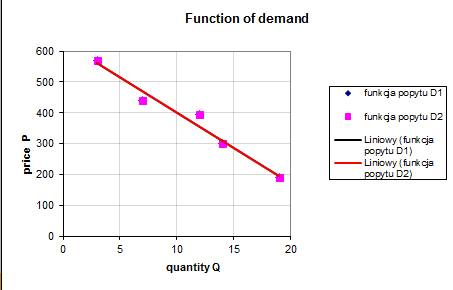 Function of demand
600
500
400
300
200
100
0
price P
0 5 10 15 20
quantity Q
funkcja popytu D1
funkcja popytu D2
Liniowy (funkcja
popytu D1)
Liniowy (funkcja
popytu D2)